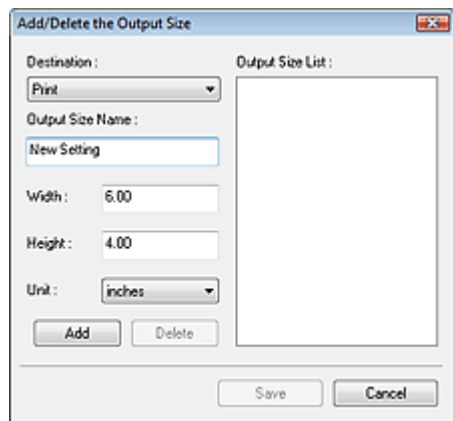 Add/Delete the Output Size
Destination :
Print
Output Size Name :
New Setting
Width :
6.00
Height :
4.00
Unit :
inches
Add
Delete
Output Size List :
Save
Cancel